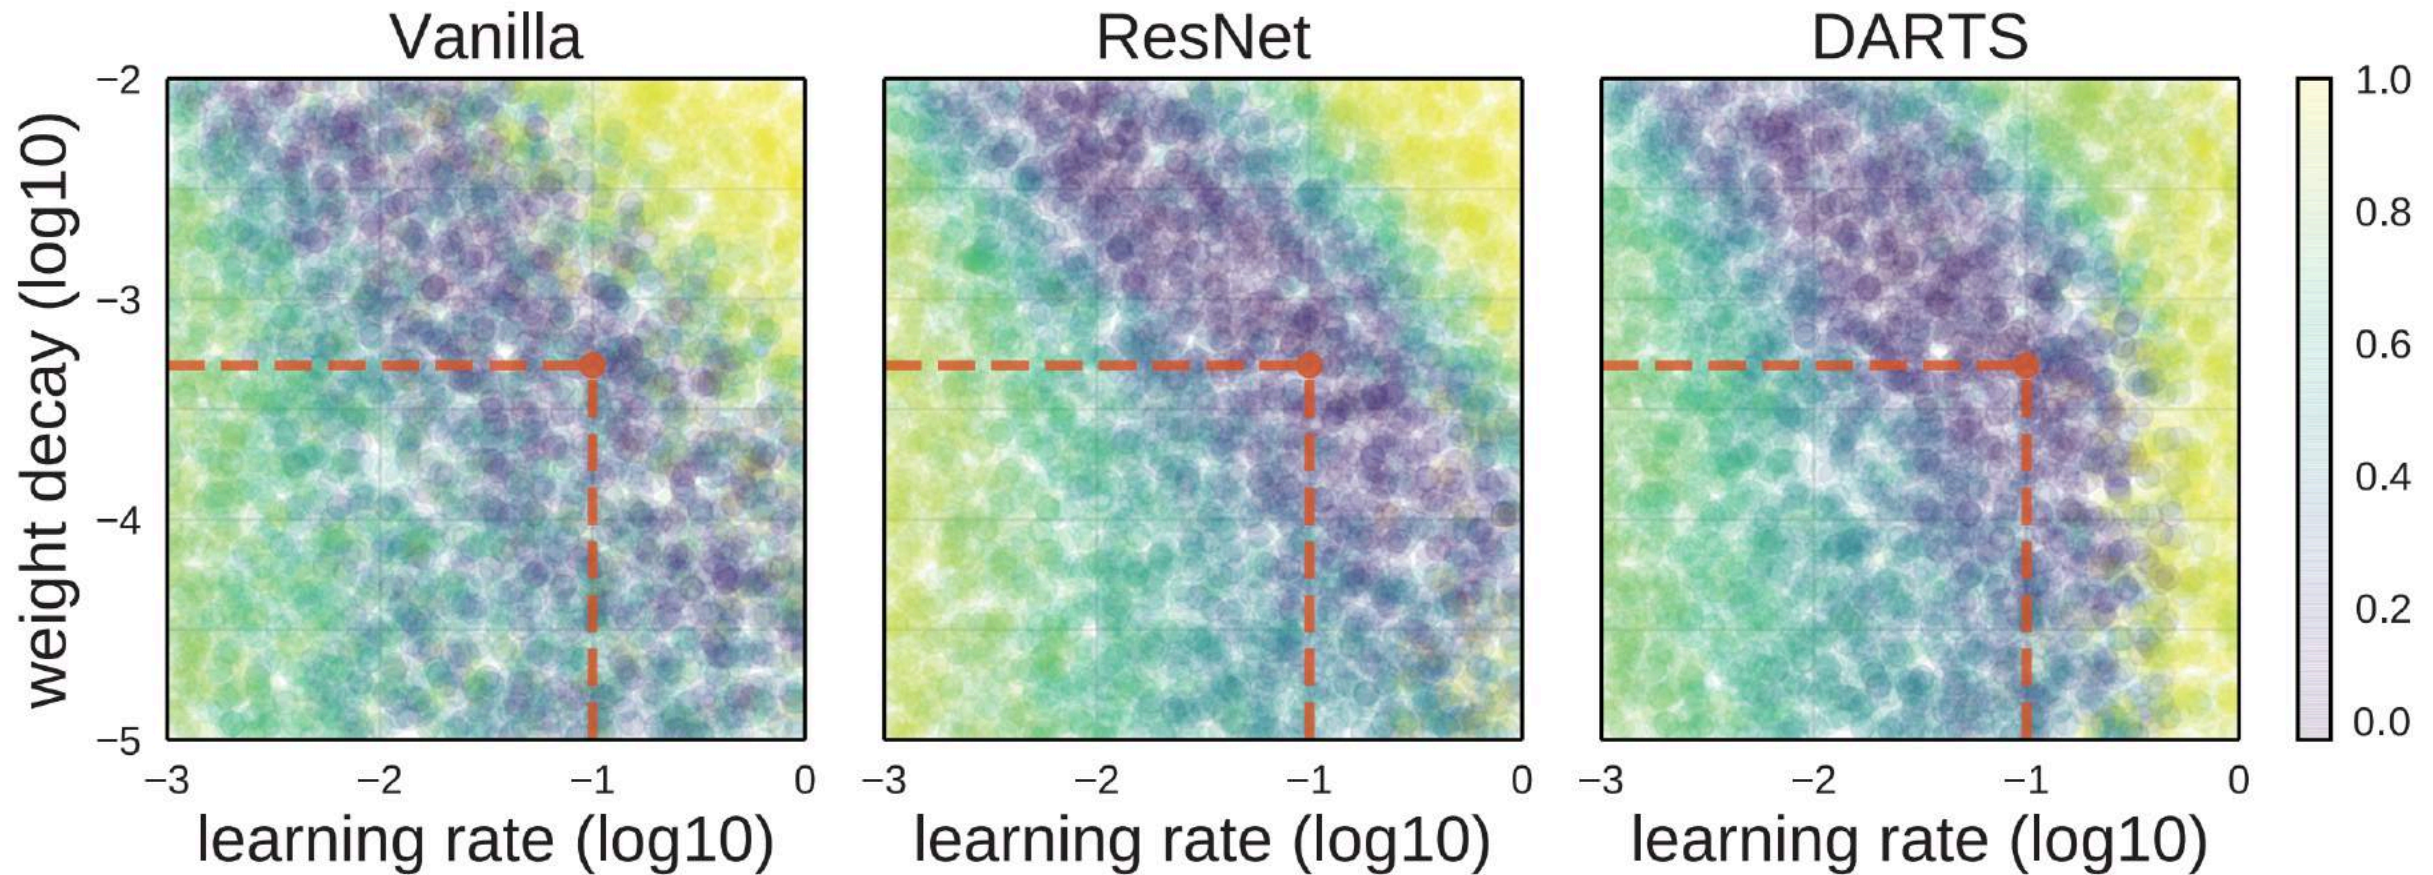 Vanilla ResNet DARTS
weight decay (log10)
−2
−3
−4
−5
−3 −2 −1 0
−3 −2 −1 0
−3 −2 −1 0
learning rate (log10) learning rate (log10) learning rate (log10)
1.0
0.8
0.6
0.4
0.2
0.0